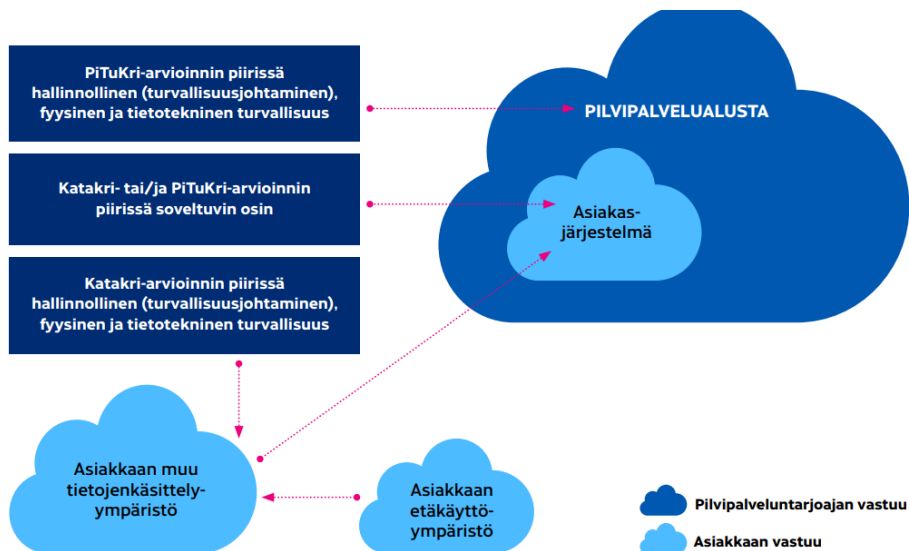 PiTuKri-arvioinnin piirissä
hallinnollinen (turvallisuusjohtaminen),
fyysinen ja tietotekninen turvallisuus
PILVIPALVELUALUSTA
Katakri- tai/ja PiTuKri-arvioinnin
piirissä soveltuvin osin
Asiakas-
järjestelmä
Katakri-arvioinnin piirissä
hallinnollinen (turvallisuusjohtaminen),
fyysinen ja tietotekninen turvallisuus
Asiakkaan muu
tietojenkäsittely-
ympäristö
Asiakkaan
etäkäyttö-
ympäristö
Pilvipalveluntarjoajan vastuu
Asiakkaan vastuu